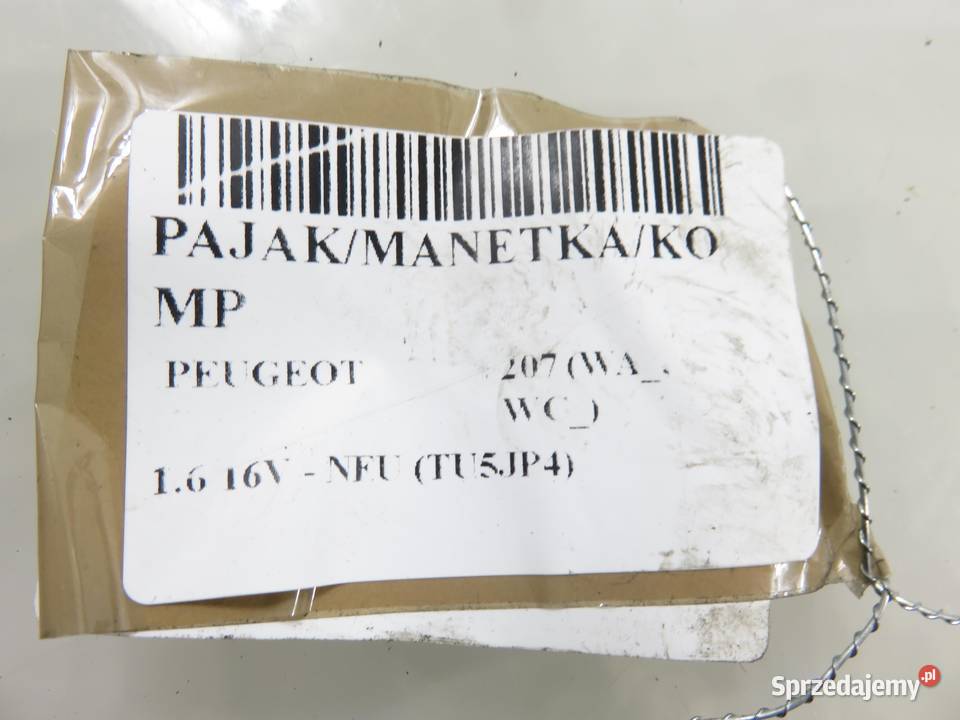 PAJAK/MANETKA/KO
MP
PEUGEOT 207 (WA_,
WC_)
1.6 16V - NFU (TU5JP4)
Sprzedajemy.pl